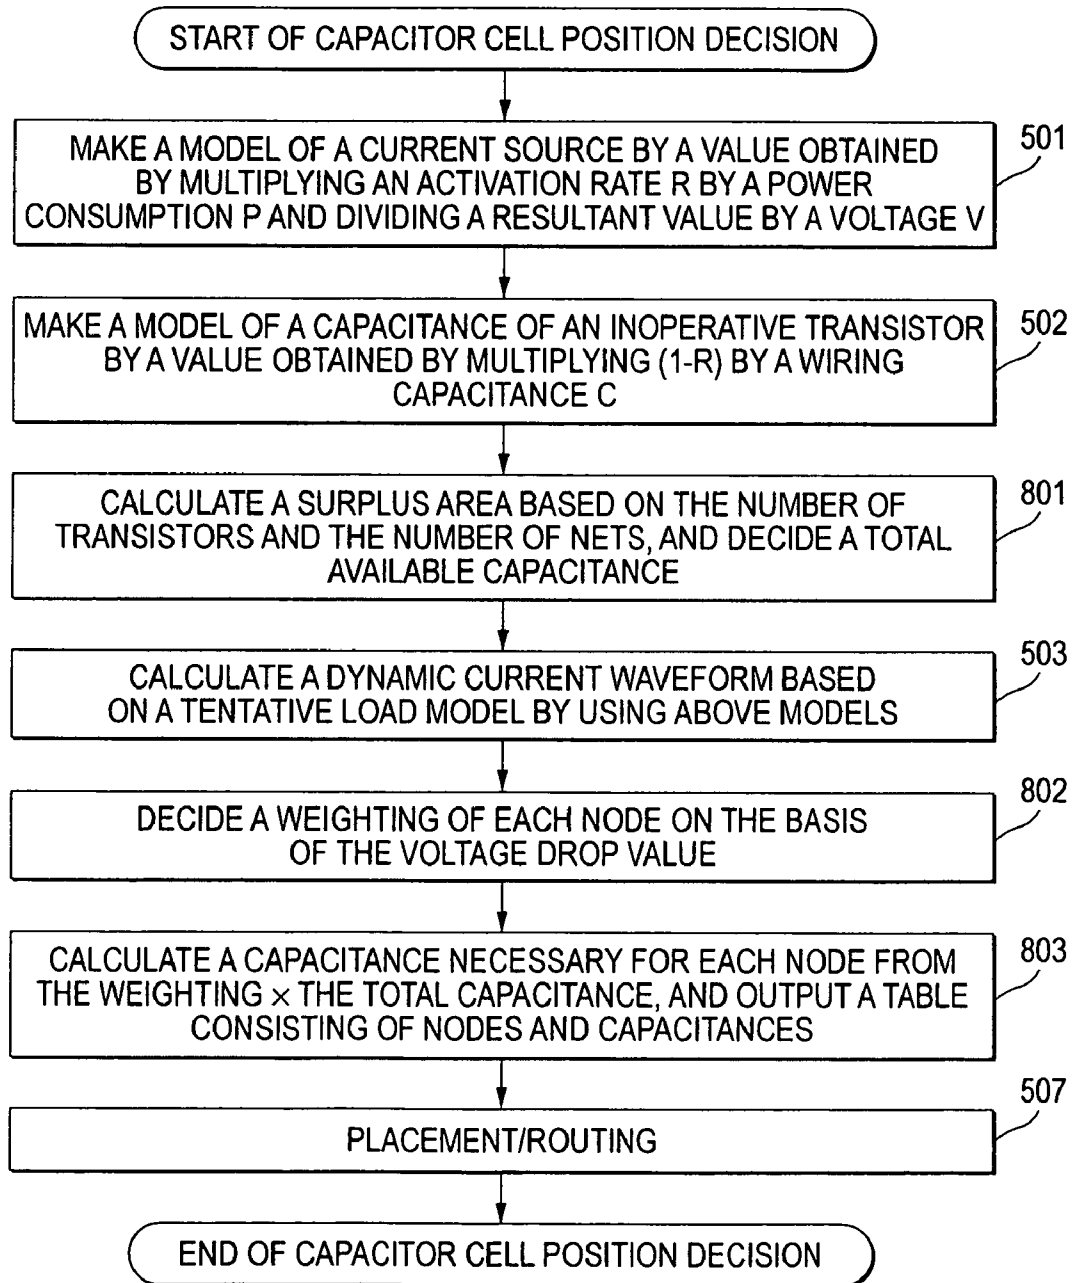 START OF CAPACITOR CELL POSITION DECISION
501
MAKE A MODEL OF A CURRENT SOURCE BY A VALUE OBTAINED
BY MULTIPLYING AN ACTIVATION RATE R BY A POWER
CONSUMPTION P AND DIVIDING A RESULTANT VALUE BY A VOLTAGE V
502
MAKE A MODEL OF A CAPACITANCE OF AN INOPERATIVE TRANSISTOR
BY A VALUE OBTAINED BY MULTIPLYING (1-R) BY A WIRING
CAPACITANCE C
801
CALCULATE A SURPLUS AREA BASED ON THE NUMBER OF
TRANSISTORS AND THE NUMBER OF NETS, AND DECIDE A TOTAL
AVAILABLE CAPACITANCE
503
CALCULATE A DYNAMIC CURRENT WAVEFORM BASED
ON A TENTATIVE LOAD MODEL BY USING ABOVE MODELS
802
DECIDE A WEIGHTING OF EACH NODE ON THE BASIS
OF THE VOLTAGE DROP VALUE
803
CALCULATE A CAPACITANCE NECESSARY FOR EACH NODE FROM
THE WEIGHTING × THE TOTAL CAPACITANCE, AND OUTPUT A TABLE
CONSISTING OF NODES AND CAPACITANCES
507
PLACEMENT/ROUTING
END OF CAPACITOR CELL POSITION DECISION